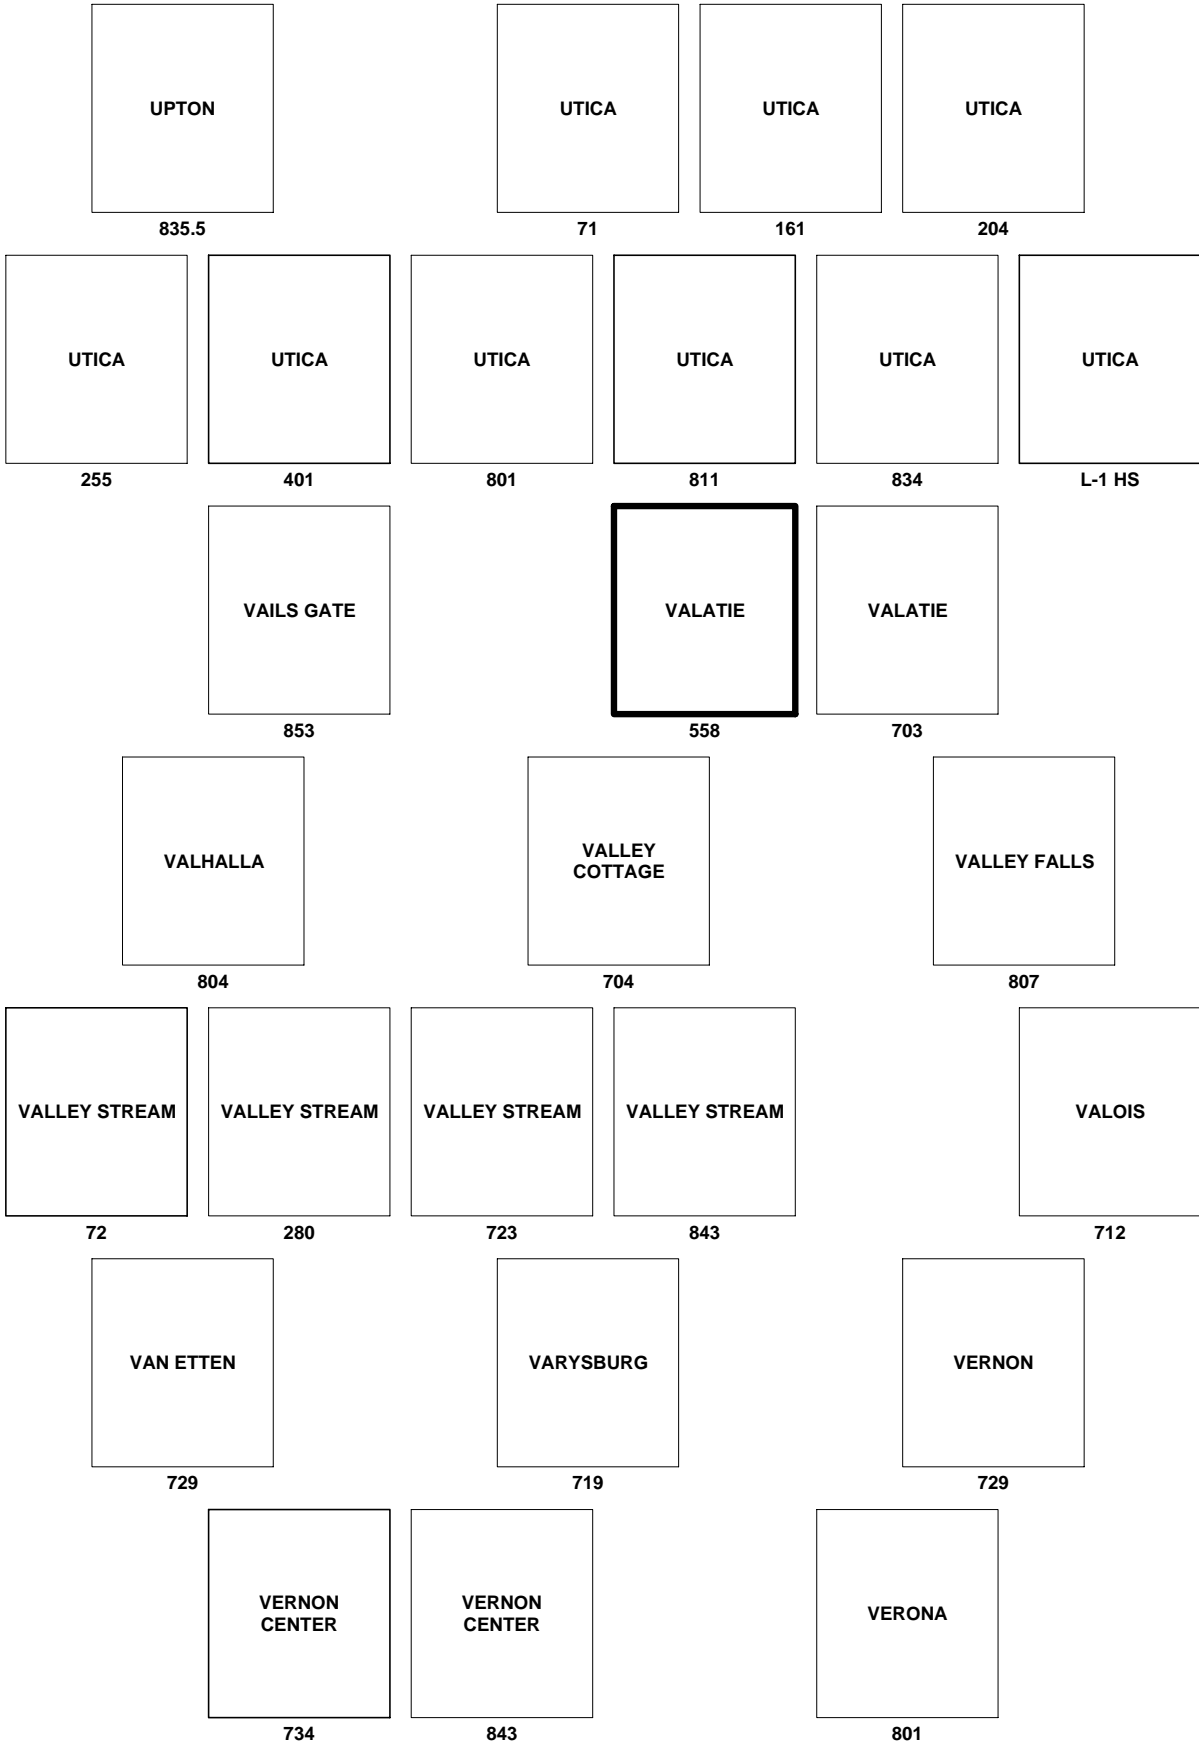 UPTON
UTICA
UTICA
UTICA
835.5
71
161
204
UTICA
UTICA
UTICA
UTICA
UTICA
UTICA
255
401
801
811
834
L-1 HS
VAILS GATE
VALATIE
VALATIE
853
558
703
VALHALLA
VALLEY
COTTAGE
VALLEY FALLS
804
704
807
VALLEY STREAM
VALLEY STREAM
VALLEY STREAM
VALLEY STREAM
VALOIS
72
280
723
843
712
VAN ETTEN
VARYSBURG
VERNON
729
719
729
VERNON
CENTER
VERNON
CENTER
VERONA
734
843
801